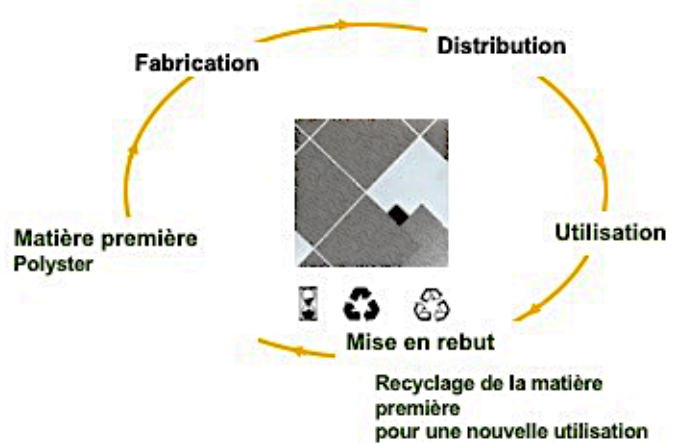 Distribution
Fabrication
Utilisation
Matière première
Polyster
Mise en rebut
Recyclage de la matière
première
pour une nouvelle utilisation